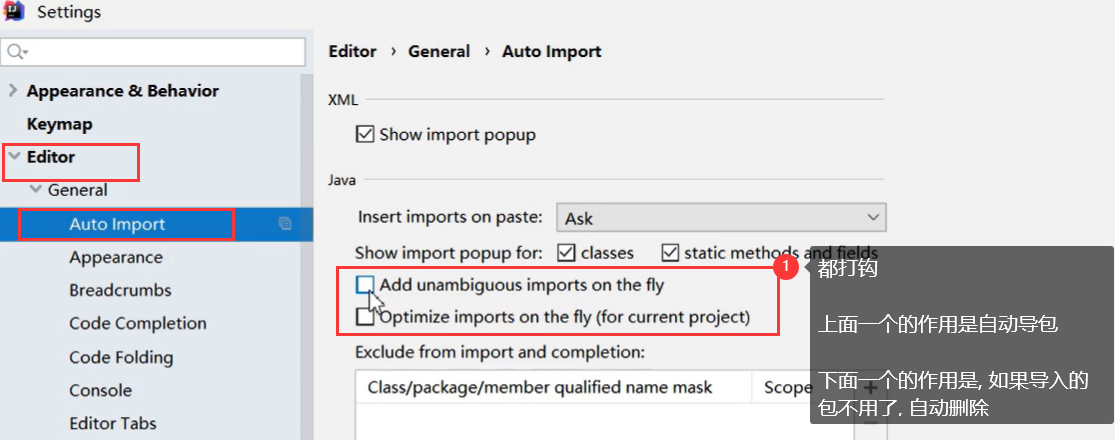 Settings
Editor › General › Auto Import
Appearance & Behavior
Keymap
Editor
General
Auto Import
Appearance
Breadcrumbs
Code Completion
Code Folding
Console
Editor Tabs
XML
Show import popup
Java
Insert imports on paste: Ask
Show import popup for: classes static methods and fields
Add unambiguous imports on the fly
Optimize imports on the fly (for current project)
Exclude from import and completion:
Class/package/member qualified name mask Scope
1
都打钩
上面一个的作用是自动导包
下面一个的作用是, 如果导入的
包不用了, 自动删除